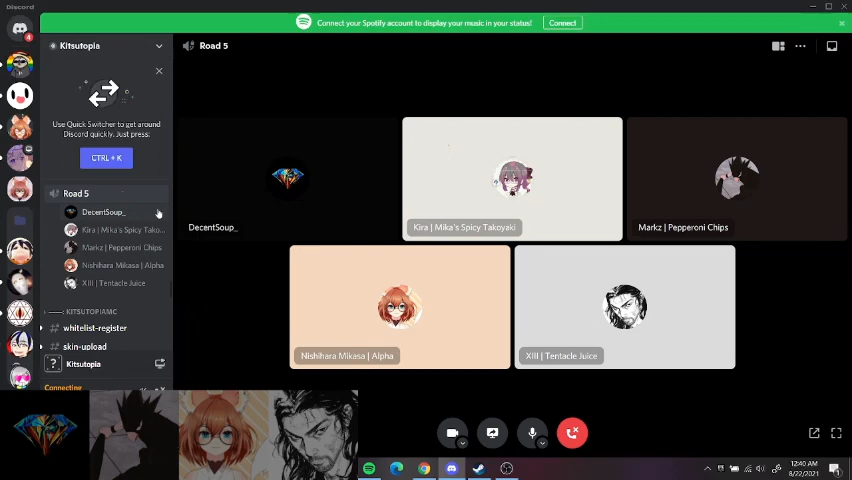 Discord
Connect your Spotify account to display your music in your status!
Connect
4
Kitsutopia
Road 5
Use Quick Switcher to get around
Discord quickly. Just press:
CTRL + K
Road 5
DecentSoup_
Kira | Mika's Spicy Tako...
Markz | Pepperoni Chips
Nishihara Mikasa | Alpha
XIII | Tentacle Juice
KITSUTOPIAMC
# whitelist-register
# skin-upload
Kitsutopia
Connecting
DecentSoup_
Kira | Mika's Spicy Takoyaki
Markz | Pepperoni Chips
Nishihara Mikasa | Alpha
XIII | Tentacle Juice
12:40 AM
8/22/2021
1